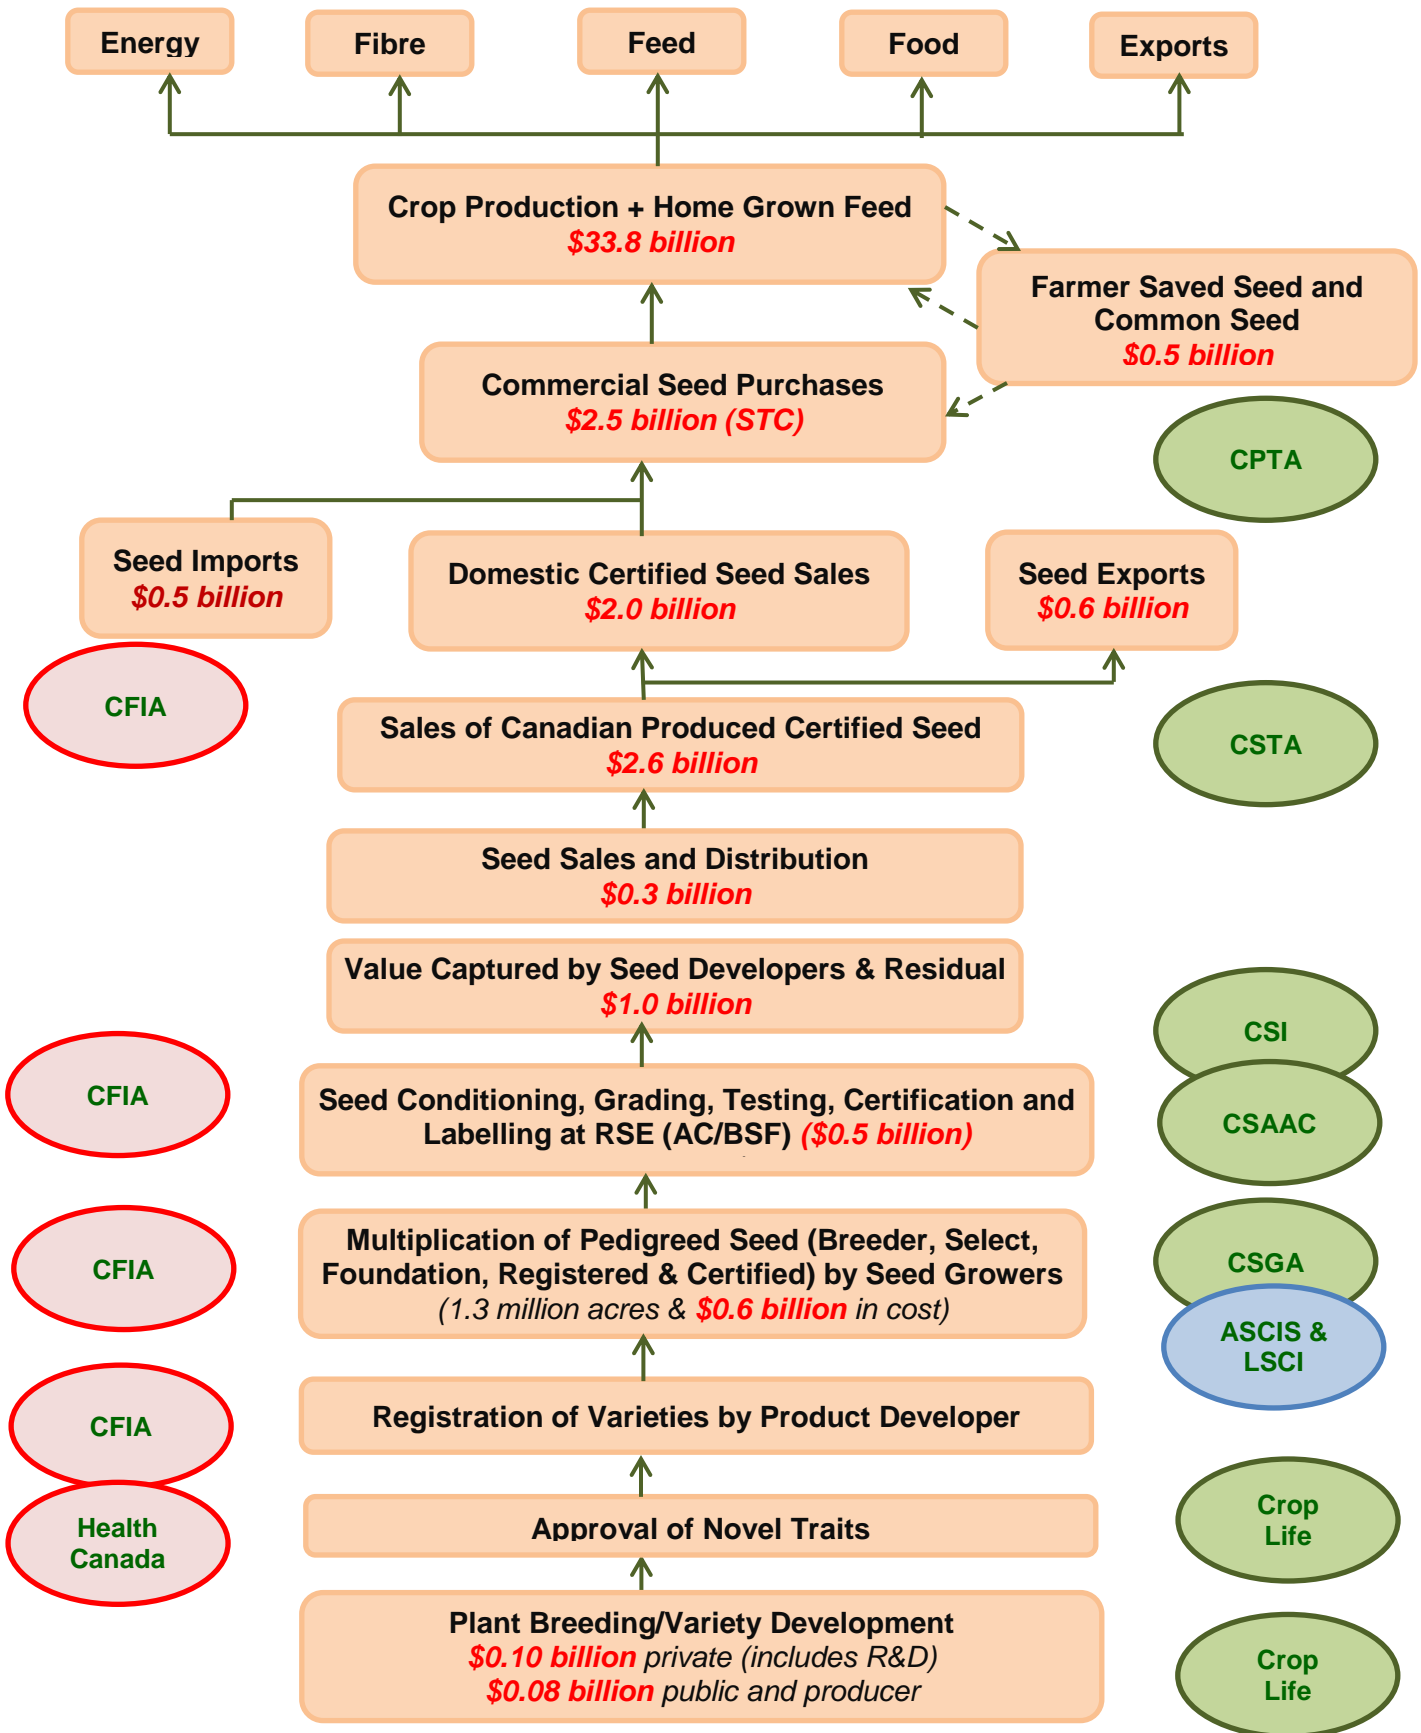 Energy
Fibre
Feed
Food
Exports
Crop Production + Home Grown Feed
$33.8 billion
Farmer Saved Seed and
Common Seed
$0.5 billion
Commercial Seed Purchases
$2.5 billion (STC)
CPTA
Seed Imports
$0.5 billion
Domestic Certified Seed Sales
$2.0 billion
Seed Exports
$0.6 billion
CFIA
Sales of Canadian Produced Certified Seed
$2.6 billion
CSTA
Seed Sales and Distribution
$0.3 billion
Value Captured by Seed Developers & Residual
$1.0 billion
CSI
CFIA
Seed Conditioning, Grading, Testing, Certification and
Labelling at RSE (AC/BSF) ($0.5 billion)
CSAAC
CFIA
Multiplication of Pedigreed Seed (Breeder, Select,
Foundation, Registered & Certified) by Seed Growers
(1.3 million acres & $0.6 billion in cost)
CSGA
ASCIS &
LSCI
CFIA
Registration of Varieties by Product Developer
Health
Canada
Approval of Novel Traits
Crop
Life
Plant Breeding/Variety Development
$0.10 billion private (includes R&D)
$0.08 billion public and producer
Crop
Life